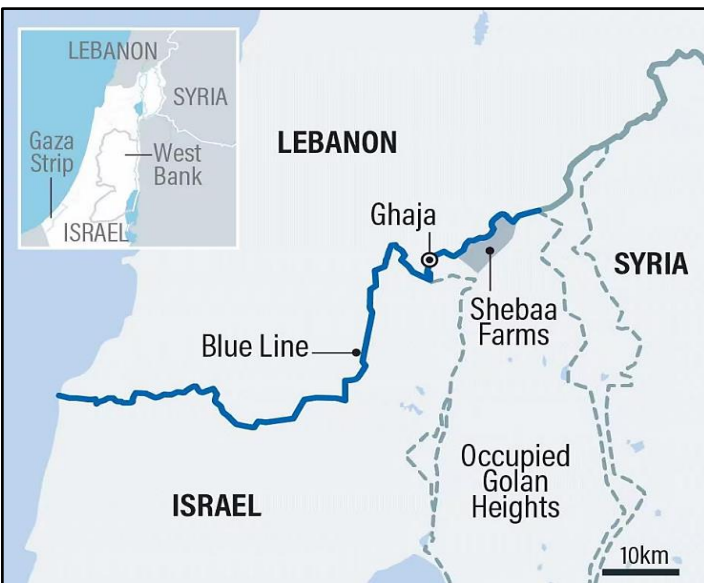 LEBANON
SYRIA
Gaza
Strip
West
Bank
ISRAEL
LEBANON
Ghaja
SYRIA
Shebaa
Farms
Blue Line
Occupied
Golan
Heights
ISRAEL
10km